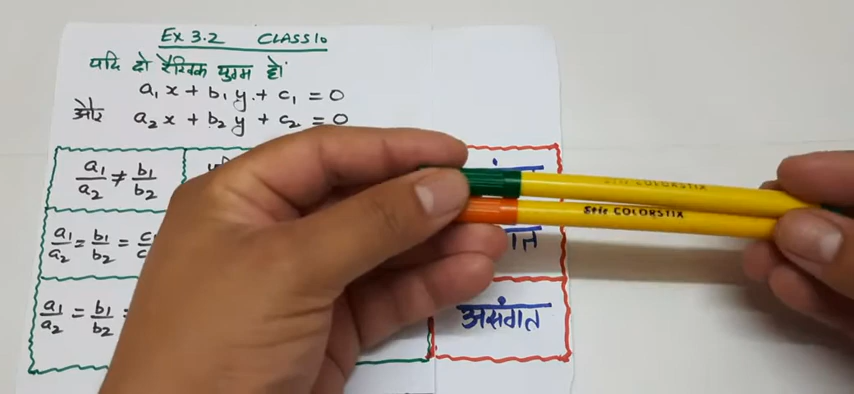 Ex 3.2 CLASS 10
यदि दो रैखिक युग्म हो
a₁x + b₁y + c₁ = 0
और a₂x + b₂y + c₂ = 0
a₁/a₂ ≠ b₁/b₂
a₁/a₂ = b₁/b₂ =
a₁/a₂ = b₁/b₂ =
असंगत
Stic COLORSTIX
Stic COLORSTIX